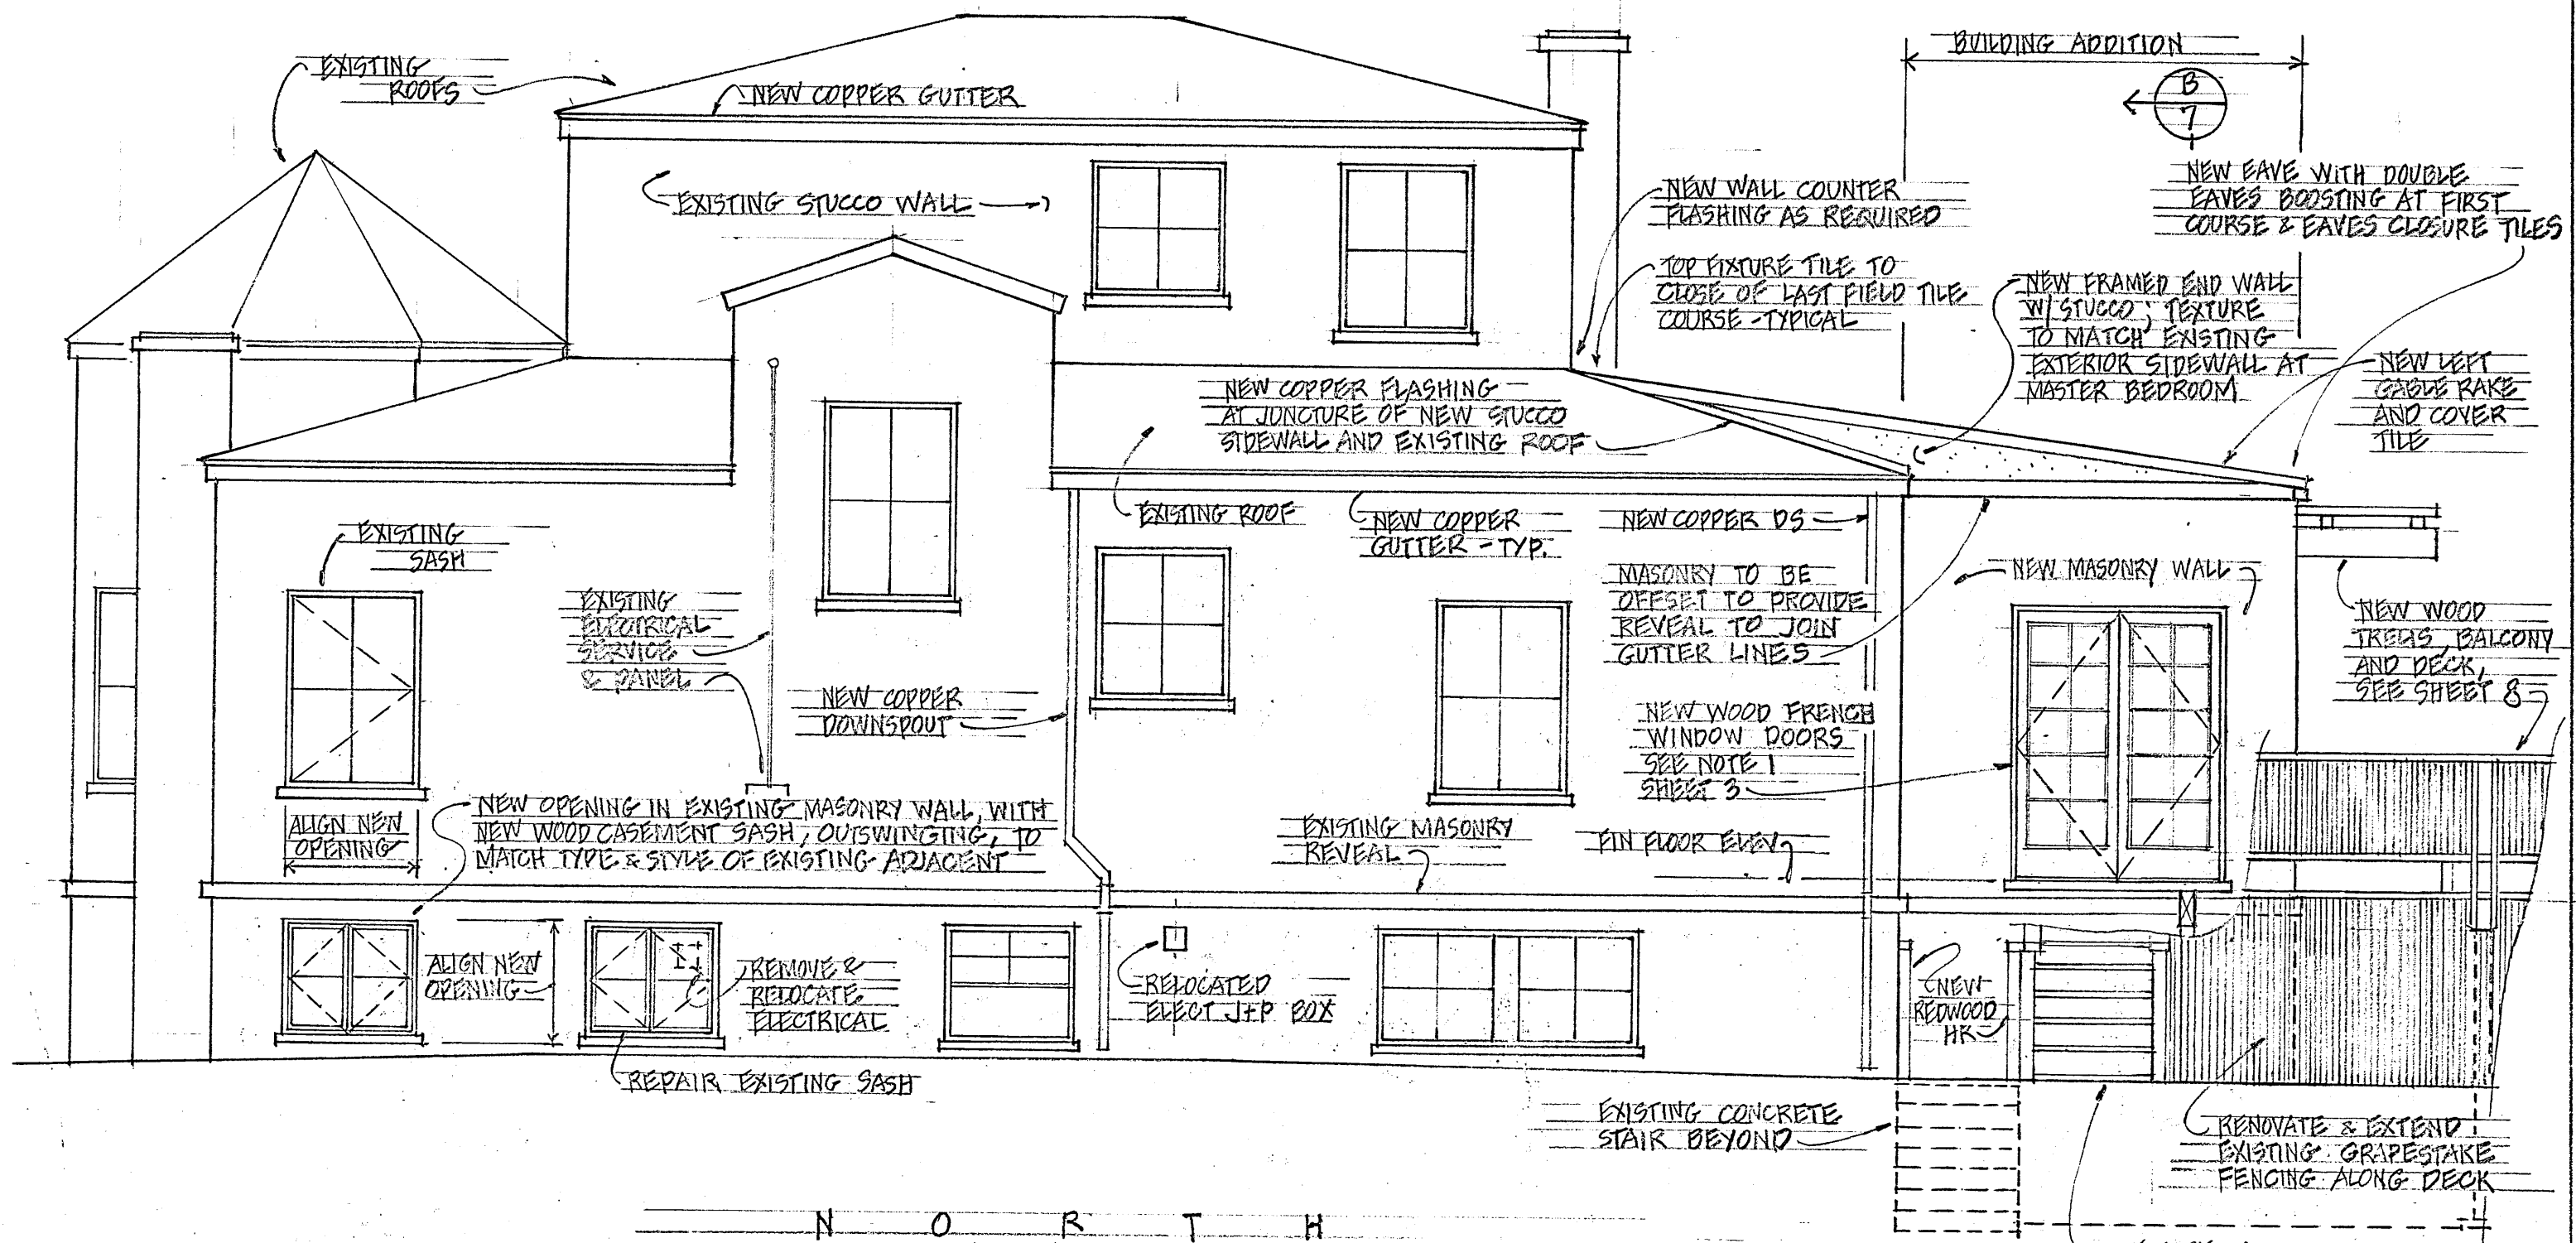 EXISTING
ROOFS
NEW COPPER GUTTER
BUILDING ADDITION
B
7
EXISTING STUCCO WALL
NEW WALL COUNTER
FLASHING AS REQUIRED
NEW EAVE WITH DOUBLE
EAVES BOOSTING AT FIRST
COURSE & EAVES CLOSURE TILES
TOP FIXTURE TILE TO
CLOSE OF LAST FIELD TILE
COURSE - TYPICAL
NEW FRAMED END WALL
W/ STUCCO; TEXTURE
TO MATCH EXISTING
EXTERIOR SIDEWALL AT
MASTER BEDROOM
NEW LEFT
GABLE RAKE
AND COVER
TILE
NEW COPPER FLASHING
AT JUNCTURE OF NEW STUCCO
SIDEWALL AND EXISTING ROOF
EXISTING ROOF
NEW COPPER
GUTTER - TYP.
NEW COPPER DS
EXISTING
SASH
EXISTING
ELECTRICAL
SERVICE
& PANEL
NEW COPPER
DOWNSPOUT
MASONRY TO BE
OFFSET TO PROVIDE
REVEAL TO JOIN
GUTTER LINES
NEW MASONRY WALL
NEW WOOD
TRELIS, BALCONY
AND DECK,
SEE SHEET 8
NEW WOOD FRENCH
WINDOW DOORS
SEE NOTE 1
SHEET 3
ALIGN NEW
OPENING
NEW OPENING IN EXISTING MASONRY WALL, WITH
NEW WOOD CASEMENT SASH, OUTSWINGTING, TO
MATCH TYPE & STYLE OF EXISTING ADJACENT
EXISTING MASONRY
REVEAL
FIN FLOOR ELEV
ALIGN NEW
OPENING
REMOVE &
RELOCATE
ELECTRICAL
RELOCATED
ELECT J+P BOX
NEW
REDWOOD
HR
REPAIR EXISTING SASH
EXISTING CONCRETE
STAIR BEYOND
RENOVATE & EXTEND
EXISTING GRAPESTAKE
FENCING ALONG DECK
NORTH